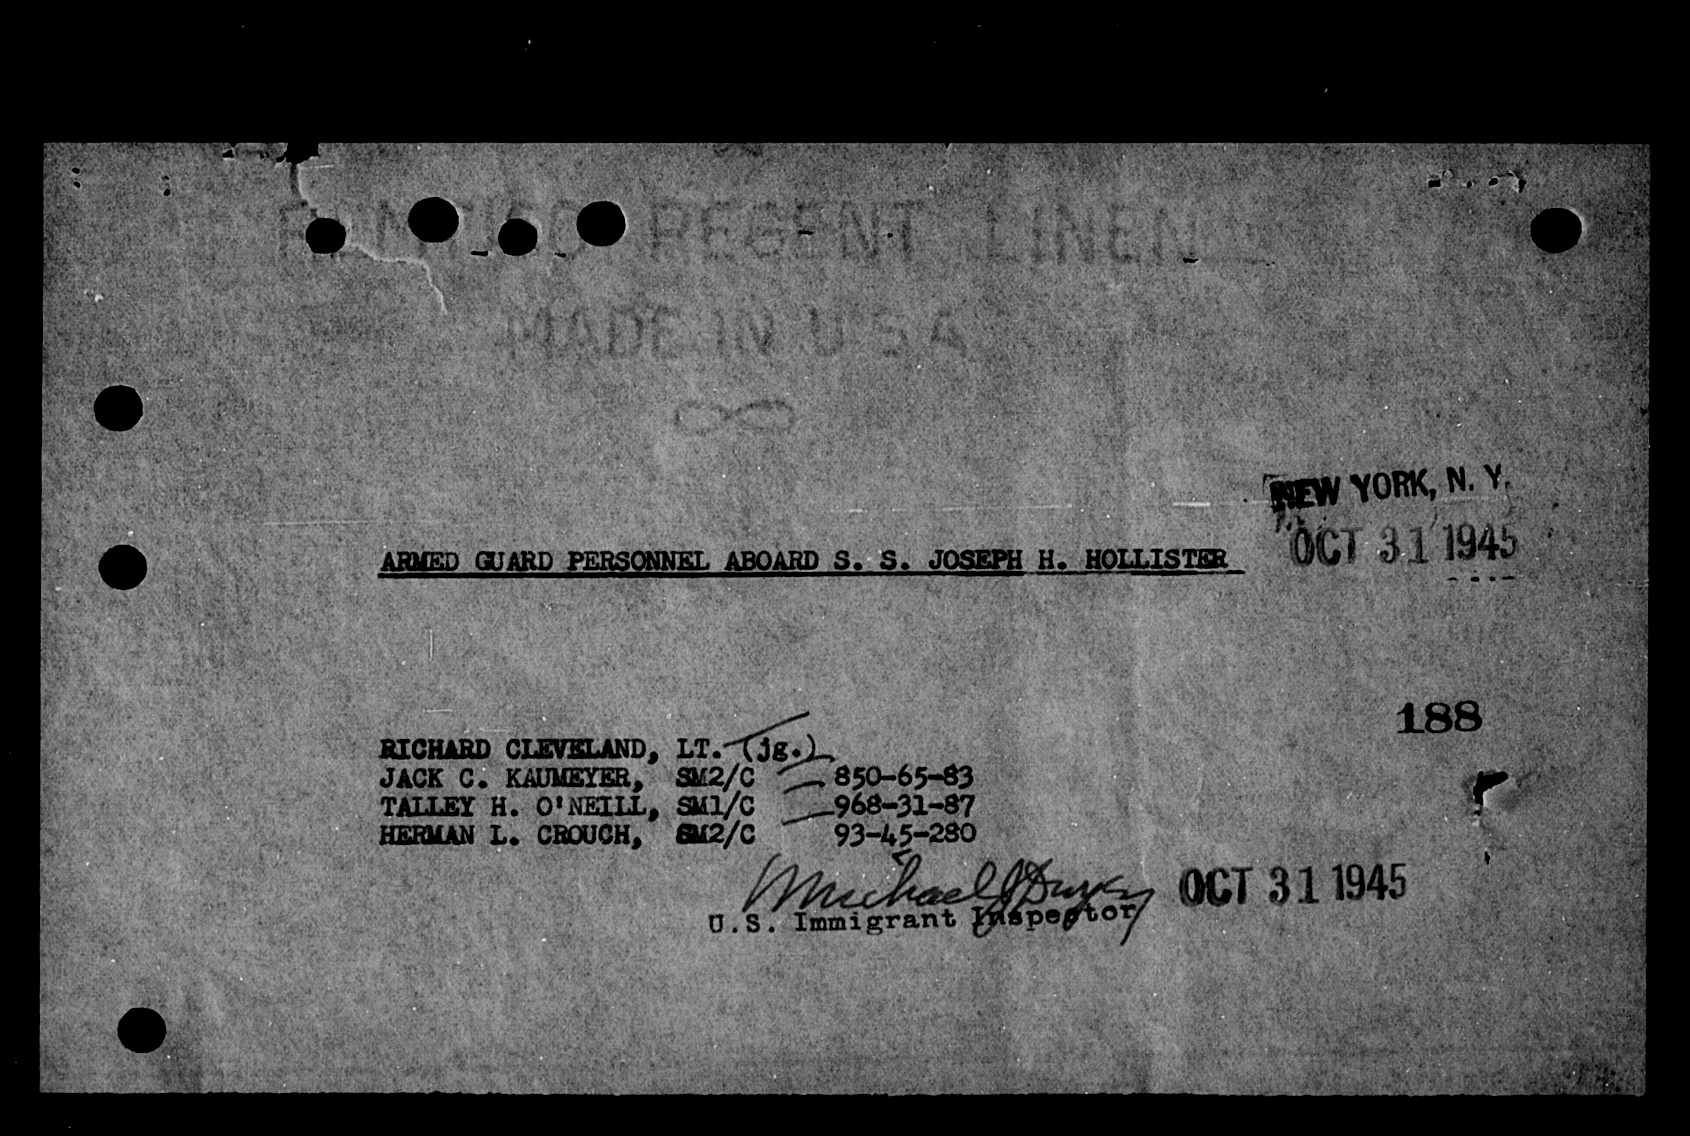 REGENT LINEN
MADE IN U S A
NEW YORK, N. Y.
OCT 31 1945
ARMED GUARD PERSONNEL ABOARD S. S. JOSEPH H. HOLLISTER
188
RICHARD CLEVELAND, LT. (jg.)
JACK C. KAUMEYER, SM2/C 850-65-83
TALLEY H. O'NEILL, SM1/C 968-31-87
HERMAN L. CROUCH, SM2/C 93-45-280
Michael J Dwyer OCT 31 1945
U.S. Immigrant Inspector